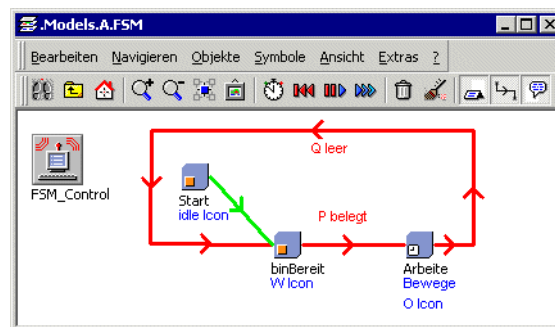 .Models.A.FSM
Bearbeiten Navigieren Objekte Symbole Ansicht Extras ?
Q leer
FSM_Control
Start
idle Icon
P belegt
binBereit
W Icon
Arbeite
Bewege
O Icon